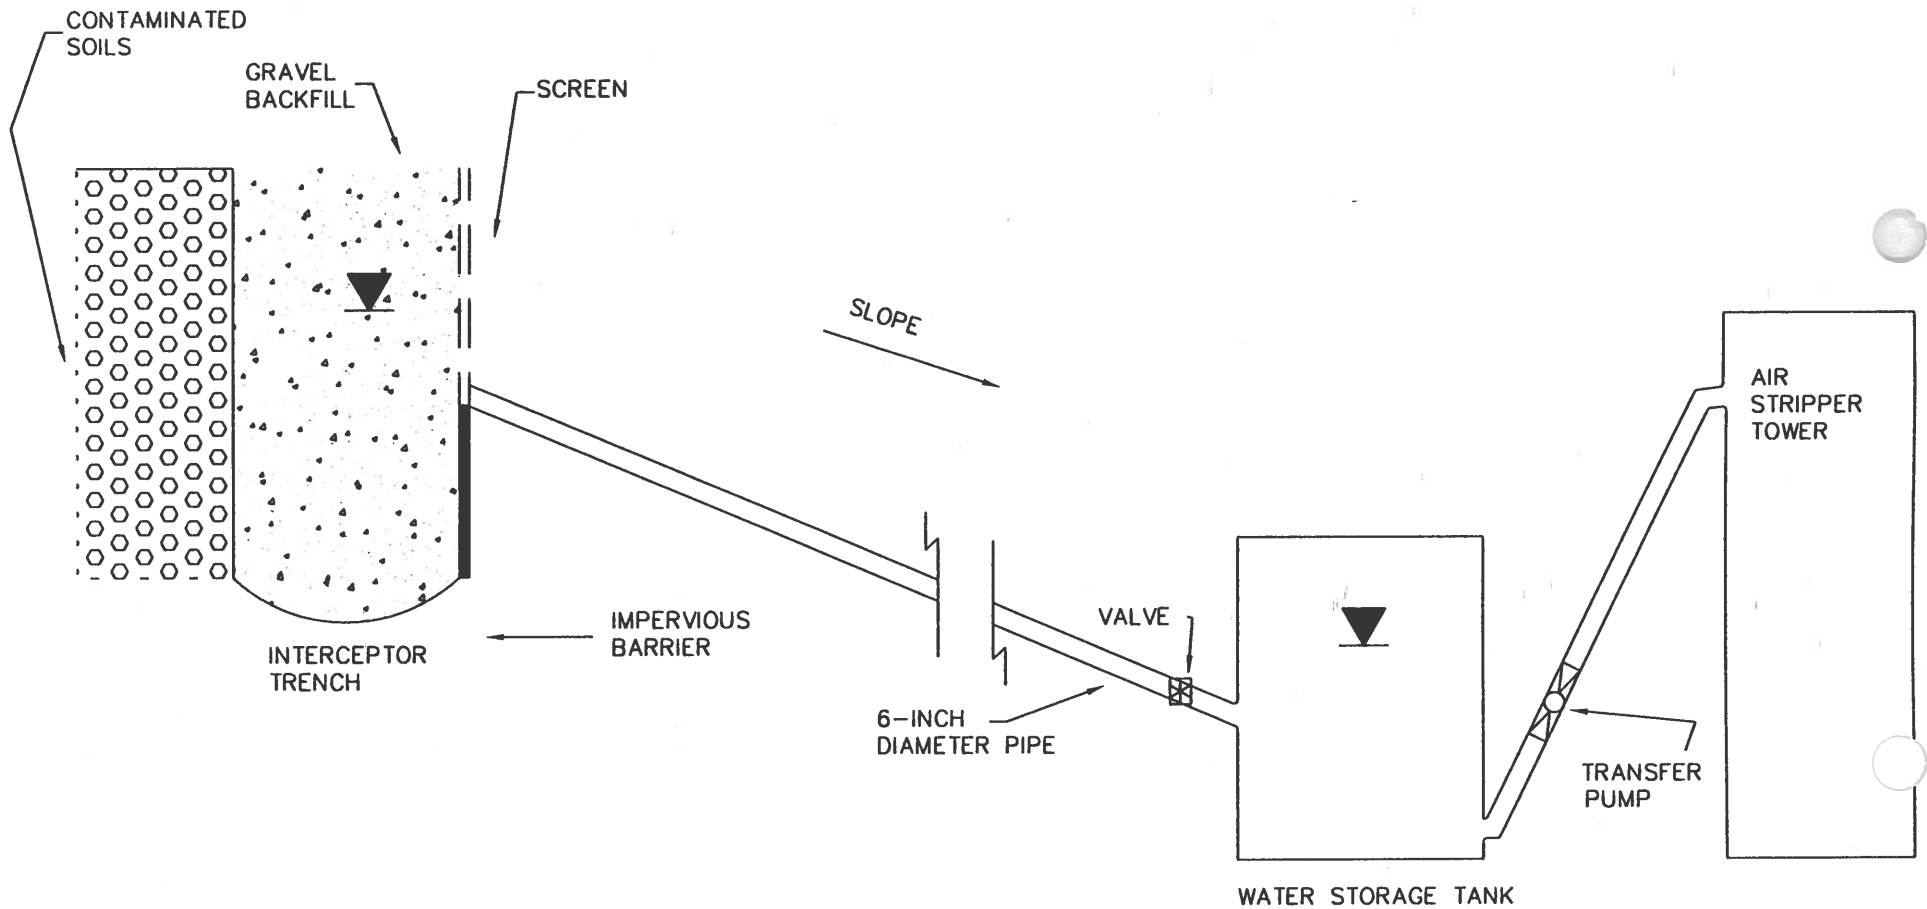 CONTAMINATED
SOILS
GRAVEL
BACKFILL
SCREEN
SLOPE
AIR
STRIPPER
TOWER
VALVE
IMPERVIOUS
BARRIER
INTERCEPTOR
TRENCH
6-INCH
DIAMETER PIPE
TRANSFER
PUMP
WATER STORAGE TANK